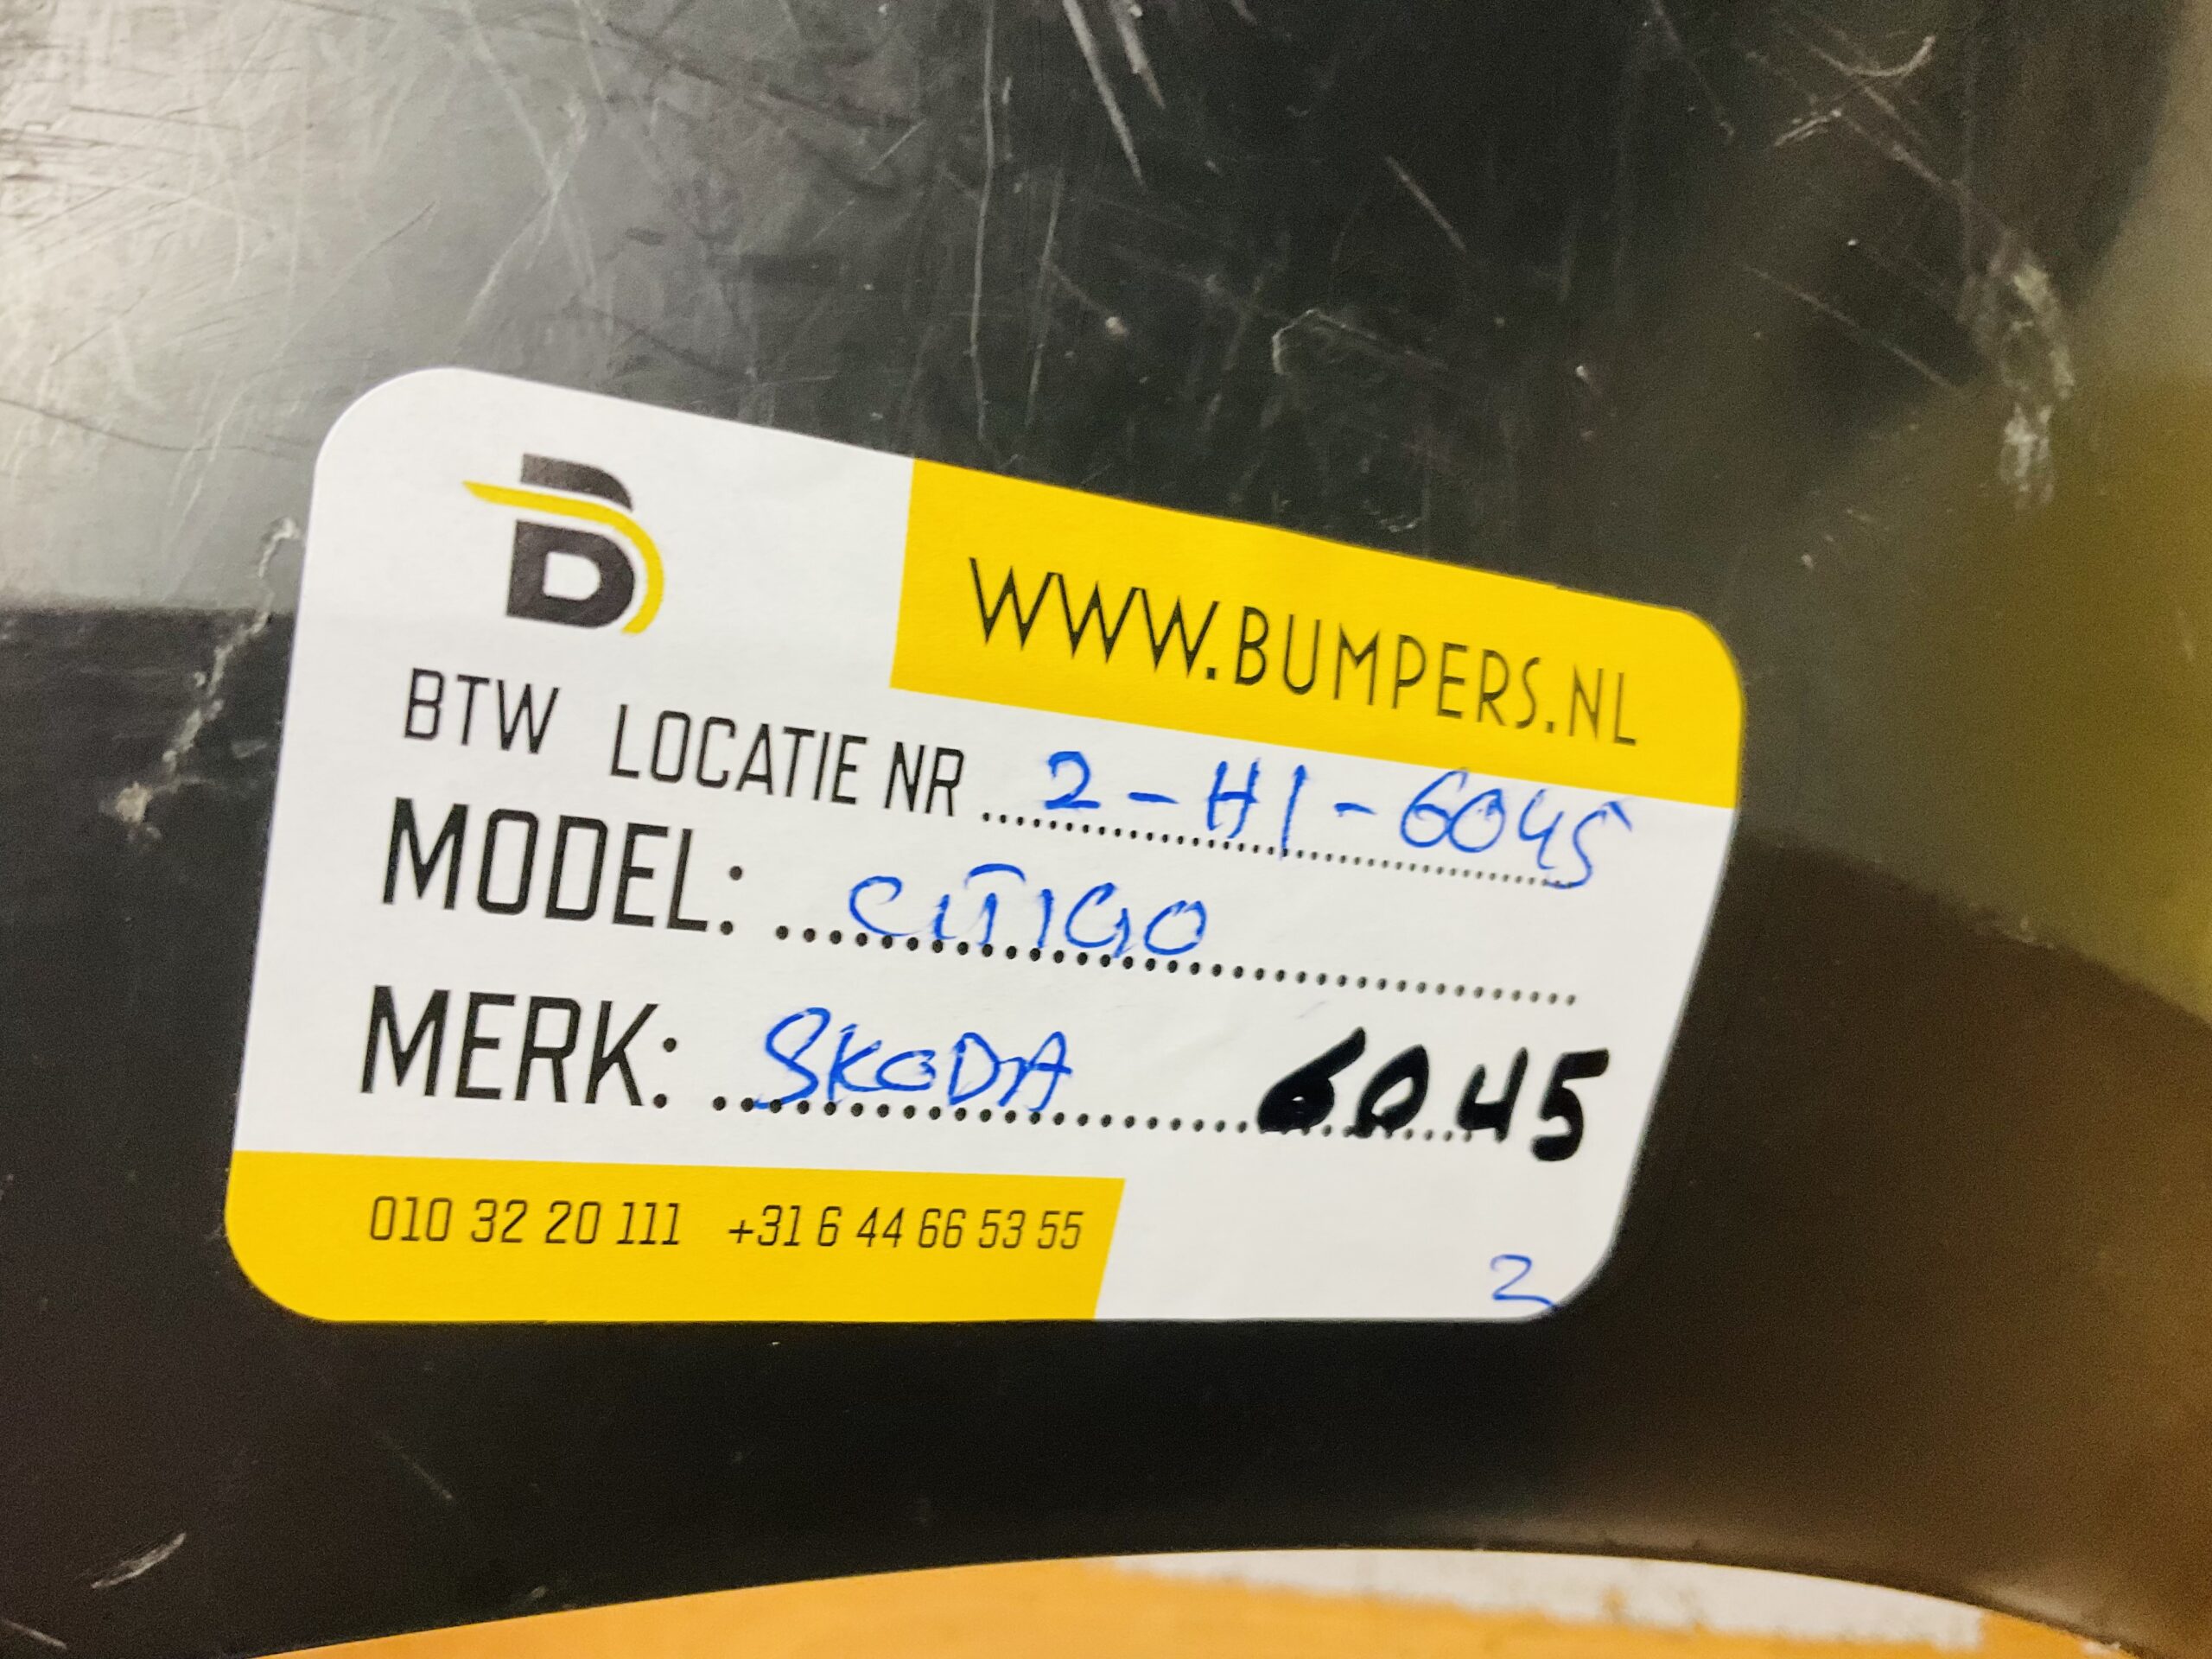 B
WWW.BUMPERS.NL
BTW LOCATIE NR 2-H1-6045
MODEL: CITIGO
MERK: SKODA 6045
010 32 20 111 +31 6 44 66 53 55
2